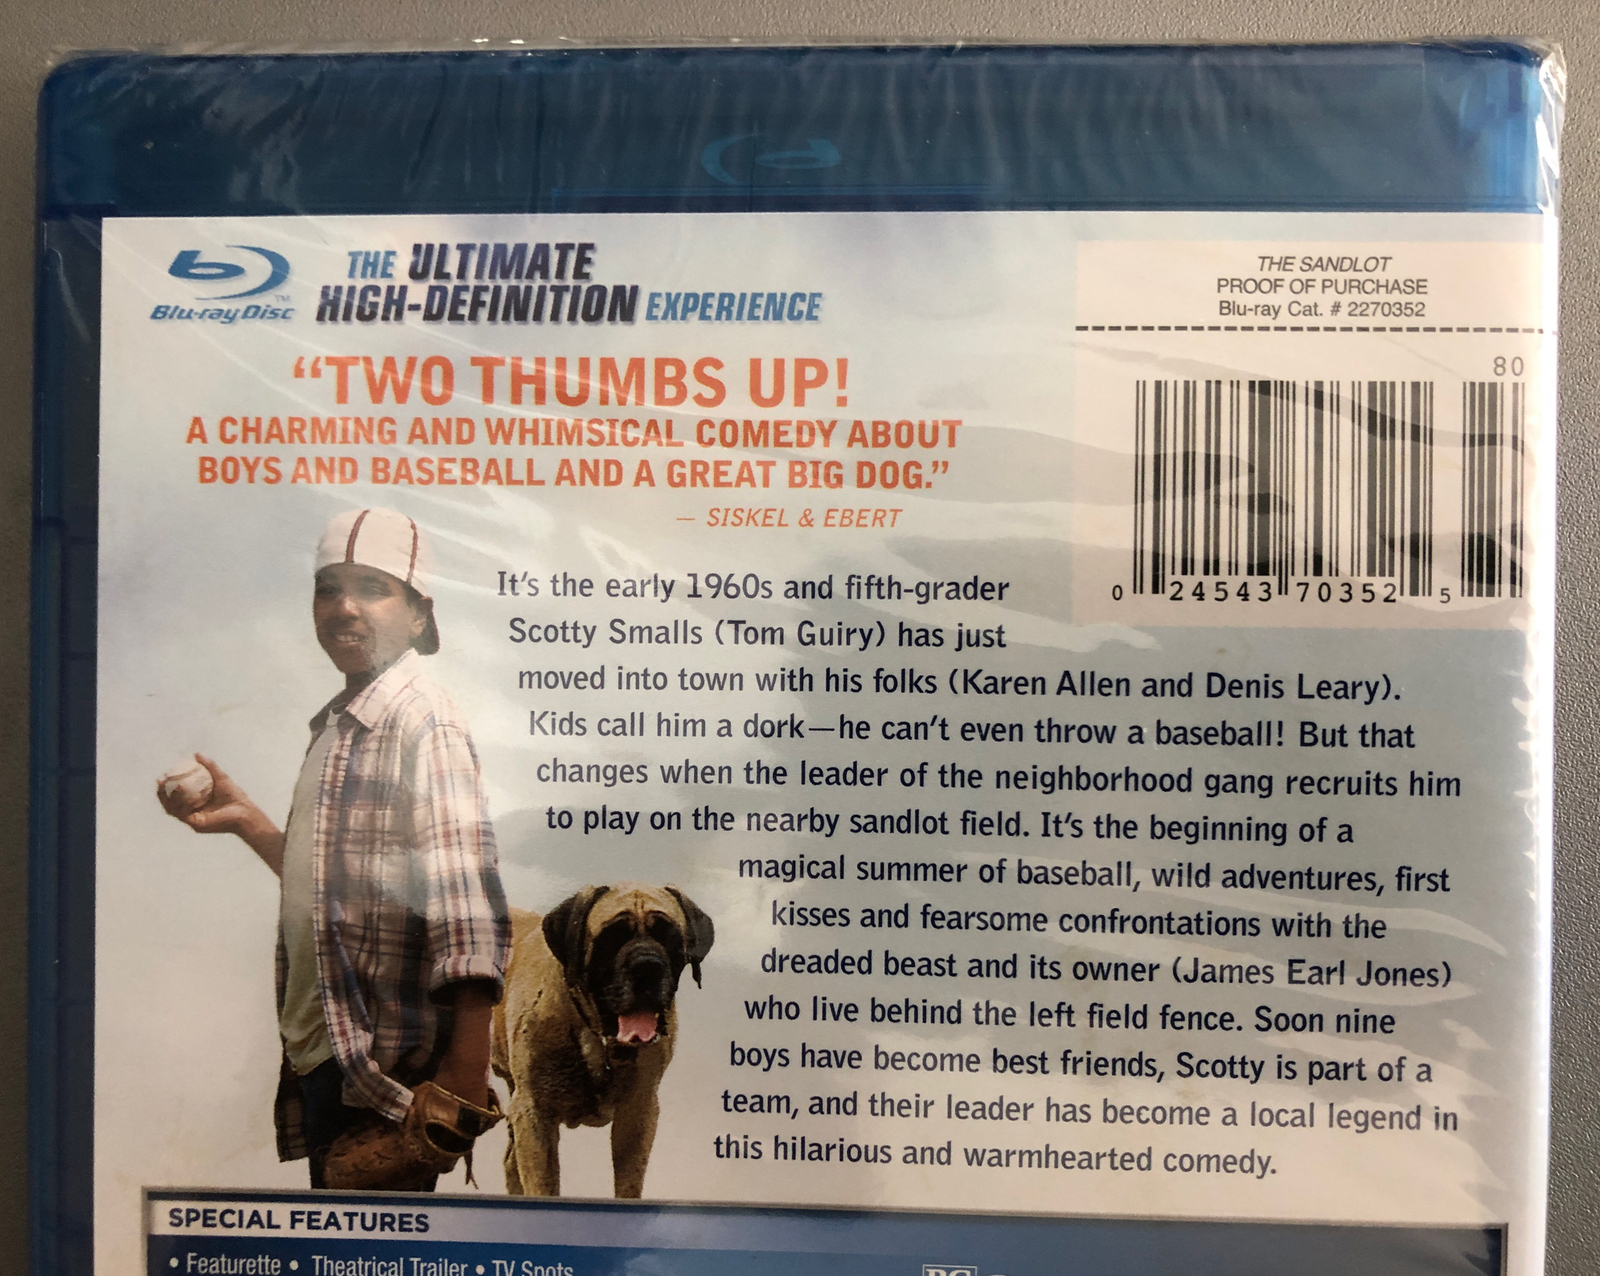 Blu-ray Disc™
THE ULTIMATE
HIGH-DEFINITION EXPERIENCE
THE SANDLOT
PROOF OF PURCHASE
Blu-ray Cat. # 2270352
80
0 24543 70352 5
“TWO THUMBS UP!
A CHARMING AND WHIMSICAL COMEDY ABOUT
BOYS AND BASEBALL AND A GREAT BIG DOG.”
— SISKEL & EBERT
It’s the early 1960s and fifth-grader
Scotty Smalls (Tom Guiry) has just
moved into town with his folks (Karen Allen and Denis Leary).
Kids call him a dork—he can’t even throw a baseball! But that
changes when the leader of the neighborhood gang recruits him
to play on the nearby sandlot field. It’s the beginning of a
magical summer of baseball, wild adventures, first
kisses and fearsome confrontations with the
dreaded beast and its owner (James Earl Jones)
who live behind the left field fence. Soon nine
boys have become best friends, Scotty is part of a
team, and their leader has become a local legend in
this hilarious and warmhearted comedy.
SPECIAL FEATURES
• Featurette • Theatrical Trailer • TV Spots
PG